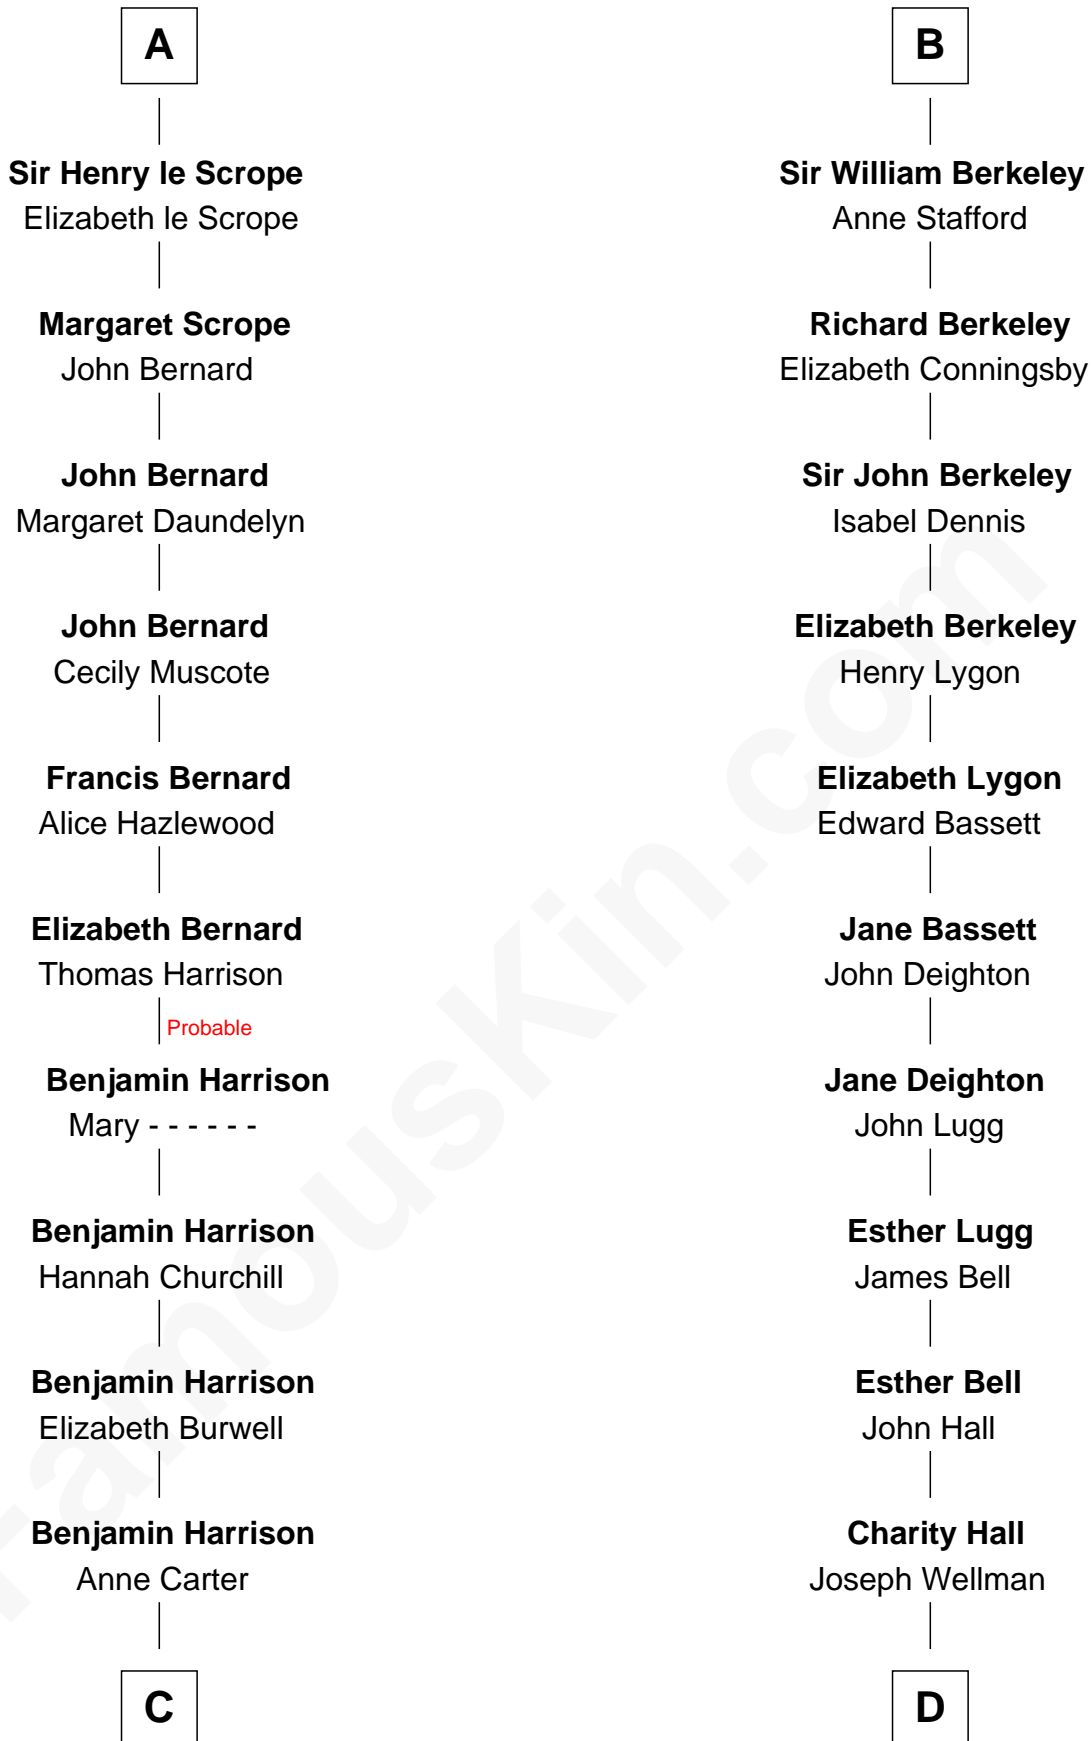 A
Sir Henry le Scrope
Elizabeth le Scrope
Margaret Scrope
John Bernard
John Bernard
Margaret Daundelyn
John Bernard
Cecily Muscote
Francis Bernard
Alice Hazlewood
Elizabeth Bernard
Thomas Harrison
Probable
Benjamin Harrison
Mary - - - - - -
Benjamin Harrison
Hannah Churchill
Benjamin Harrison
Elizabeth Burwell
Benjamin Harrison
Anne Carter
C
B
Sir William Berkeley
Anne Stafford
Richard Berkeley
Elizabeth Conningsby
Sir John Berkeley
Isabel Dennis
Elizabeth Berkeley
Henry Lygon
Elizabeth Lygon
Edward Bassett
Jane Bassett
John Deighton
Jane Deighton
John Lugg
Esther Lugg
James Bell
Esther Bell
John Hall
Charity Hall
Joseph Wellman
D
FamousKin.com